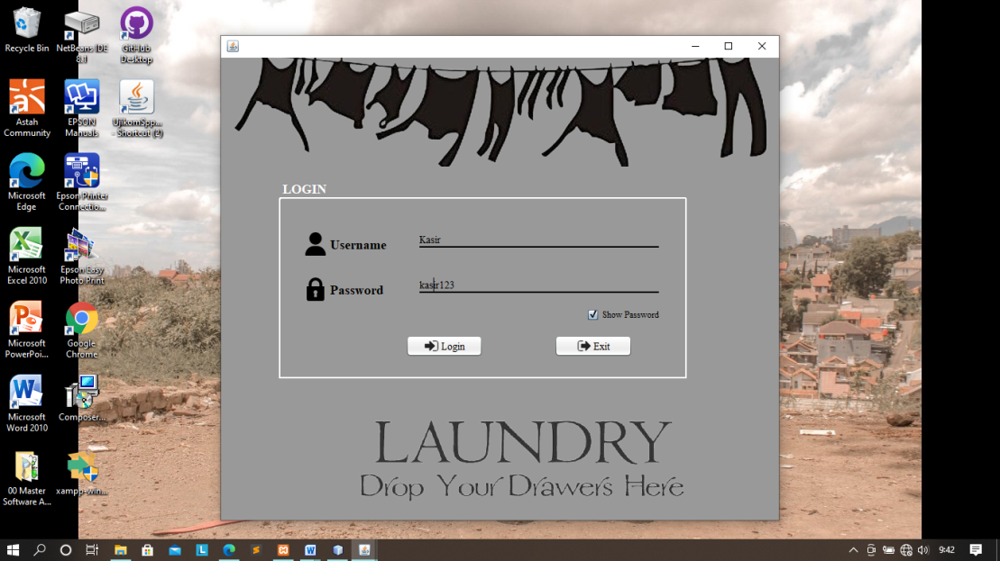 Recycle Bin
NetBeans IDE
8.1
GitHub
Desktop
Astah
Community
EPSON
Manuals
UjikomSpp...
- Shortcut (2)
Microsoft
Edge
Epson Printer
Connectio...
Microsoft
Excel 2010
Epson Easy
Photo Print
Microsoft
PowerPoi...
Google
Chrome
Microsoft
Word 2010
Composer...
00 Master
Software A...
xampp-win...
LOGIN
Username
Kasir
Password
kasir123
Show Password
Login
Exit
LAUNDRY
Drop Your Drawers Here
9:42